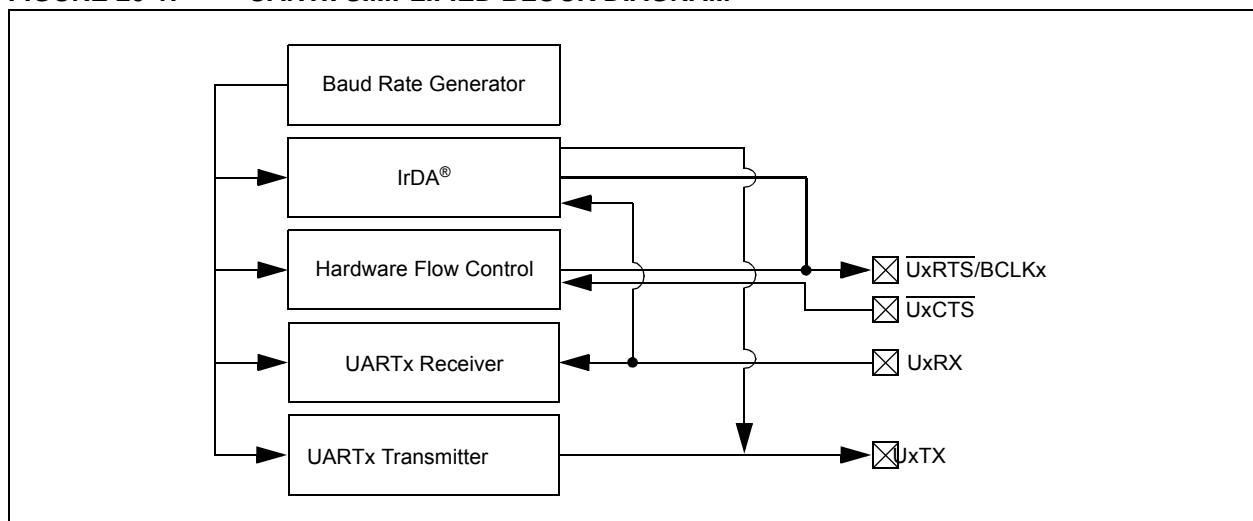 Baud Rate Generator
IrDA®
Hardware Flow Control
UxRTS/BCLKx
UxCTS
UARTx Receiver
UxRX
UARTx Transmitter
UxTX